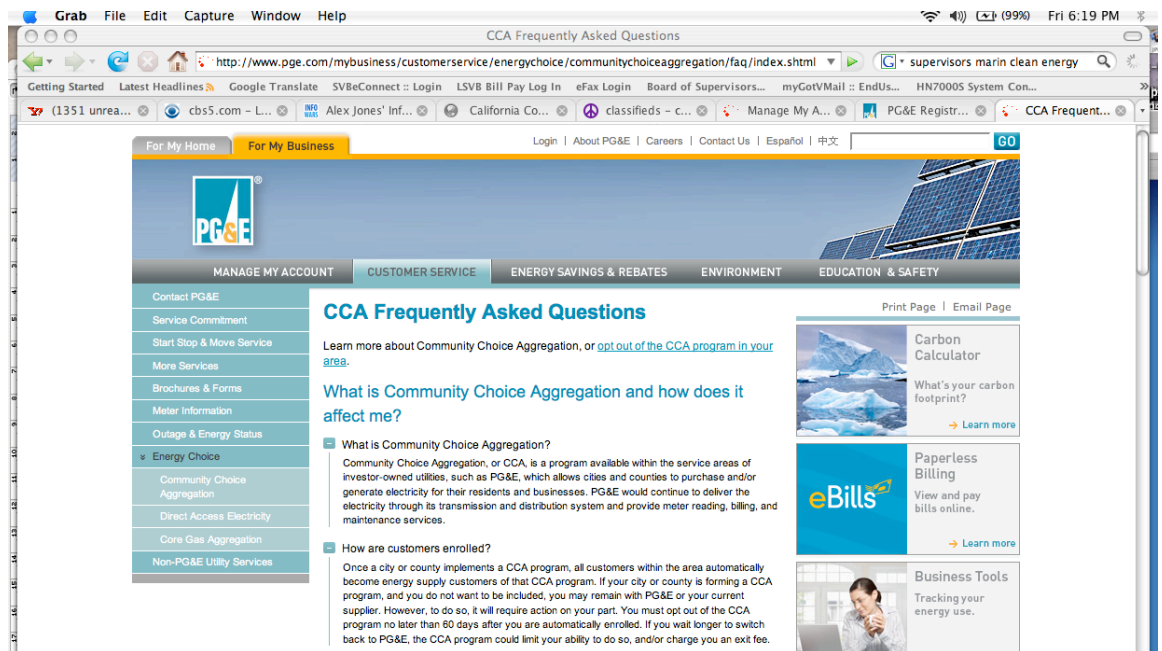 Grab File Edit Capture Window Help
(99%) Fri 6:19 PM
CCA Frequently Asked Questions
http://www.pge.com/mybusiness/customerservice/energychoice/communitychoiceaggregation/faq/index.shtml
G supervisors marin clean energy
Getting Started Latest Headlines Google Translate SVBeConnect :: Login LSVB Bill Pay Log In eFax Login Board of Supervisors... myGotVMail :: EndUs... HN7000S System Con... »
(1351 unrea... cbs5.com – L... INFO WARS Alex Jones' Inf... California Co... classifieds – c... Manage My A... PG&E Registr... CCA Frequent...
For My Home For My Business
Login | About PG&E | Careers | Contact Us | Español | 中文 GO
PG&E®
MANAGE MY ACCOUNT CUSTOMER SERVICE ENERGY SAVINGS & REBATES ENVIRONMENT EDUCATION & SAFETY
Contact PG&E
Service Commitment
Start Stop & Move Service
More Services
Brochures & Forms
Meter Information
Outage & Energy Status
Energy Choice
Community Choice
Aggregation
Direct Access Electricity
Core Gas Aggregation
Non-PG&E Utility Services
CCA Frequently Asked Questions
Learn more about Community Choice Aggregation, or opt out of the CCA program in your
area.
What is Community Choice Aggregation and how does it
affect me?
What is Community Choice Aggregation?
Community Choice Aggregation, or CCA, is a program available within the service areas of
investor-owned utilities, such as PG&E, which allows cities and counties to purchase and/or
generate electricity for their residents and businesses. PG&E would continue to deliver the
electricity through its transmission and distribution system and provide meter reading, billing, and
maintenance services.
How are customers enrolled?
Once a city or county implements a CCA program, all customers within the area automatically
become energy supply customers of that CCA program. If your city or county is forming a CCA
program, and you do not want to be included, you may remain with PG&E or your current
supplier. However, to do so, it will require action on your part. You must opt out of the CCA
program no later than 60 days after you are automatically enrolled. If you wait longer to switch
back to PG&E, the CCA program could limit your ability to do so, and/or charge you an exit fee.
Print Page | Email Page
Carbon
Calculator
What's your carbon
footprint?
Learn more
eBills
Paperless
Billing
View and pay
bills online.
Learn more
Business Tools
Tracking your
energy use.